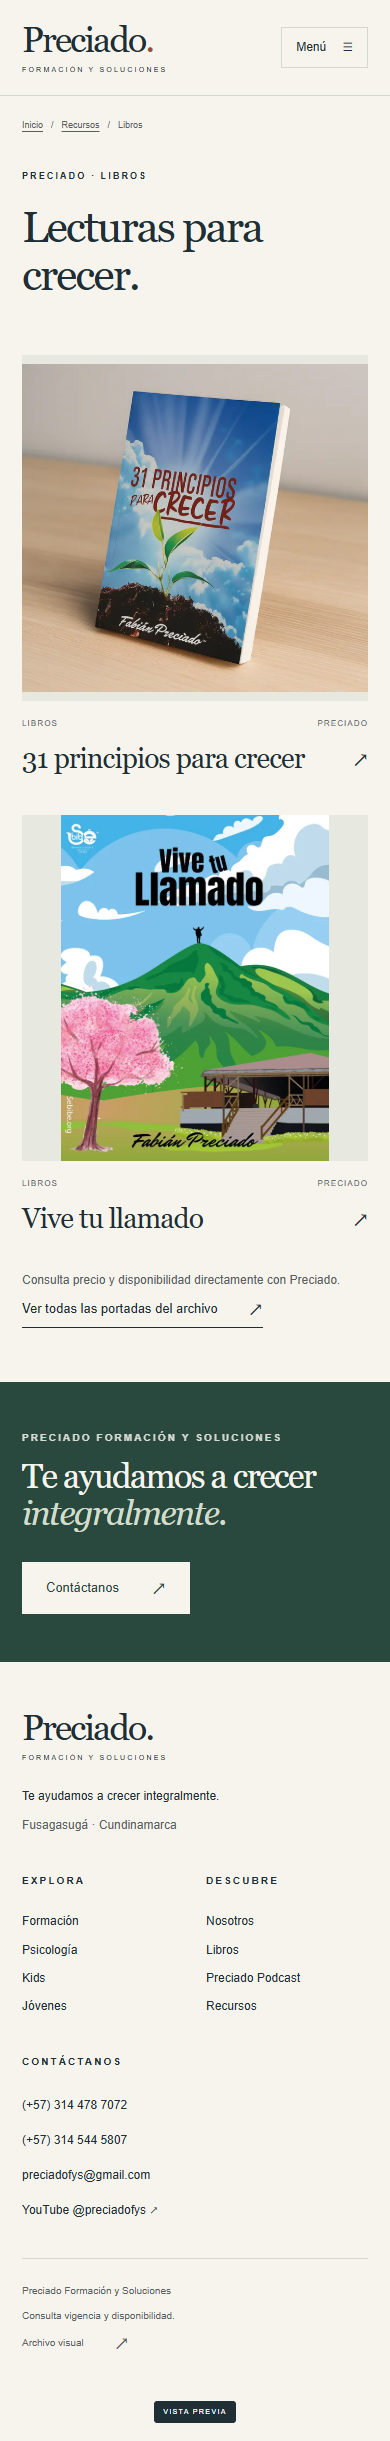 Preciado.
FORMACIÓN Y SOLUCIONES
Menú
Inicio / Recursos / Libros
PRECIADO · LIBROS
Lecturas para
crecer.
31 PRINCIPIOS
PARA CRECER
Fabián Preciado
LIBROS PRECIADO
31 principios para crecer ↗
Vive tu
Llamado
Sebibe.org
Fabián Preciado
LIBROS PRECIADO
Vive tu llamado ↗
Consulta precio y disponibilidad directamente con Preciado.
Ver todas las portadas del archivo ↗
PRECIADO FORMACIÓN Y SOLUCIONES
Te ayudamos a crecer
integralmente.
Contáctanos ↗
Preciado.
FORMACIÓN Y SOLUCIONES
Te ayudamos a crecer integralmente.
Fusagasugá · Cundinamarca
EXPLORA
Formación
Psicología
Kids
Jóvenes
DESCUBRE
Nosotros
Libros
Preciado Podcast
Recursos
CONTÁCTANOS
(+57) 314 478 7072
(+57) 314 544 5807
preciadofys@gmail.com
YouTube @preciadofys ↗
Preciado Formación y Soluciones
Consulta vigencia y disponibilidad.
Archivo visual ↗
VISTA PREVIA